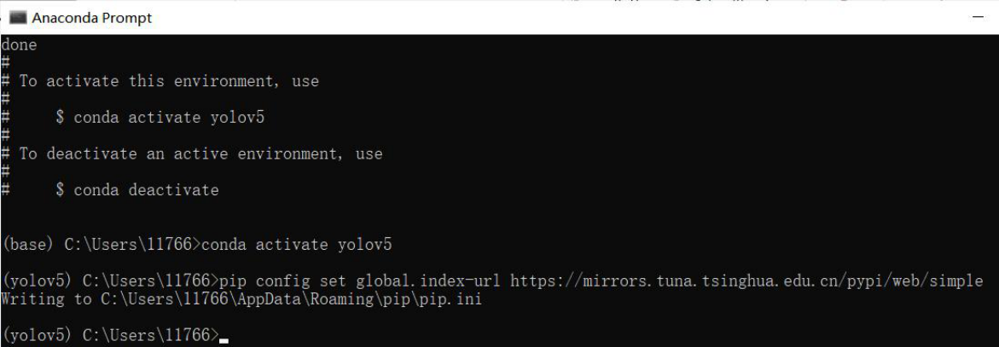 Anaconda Prompt
done
#
# To activate this environment, use
#
#     $ conda activate yolov5
#
# To deactivate an active environment, use
#
#     $ conda deactivate
(base) C:\Users\11766>conda activate yolov5
(yolov5) C:\Users\11766>pip config set global.index-url https://mirrors.tuna.tsinghua.edu.cn/pypi/web/simple
Writing to C:\Users\11766\AppData\Roaming\pip\pip.ini
(yolov5) C:\Users\11766>